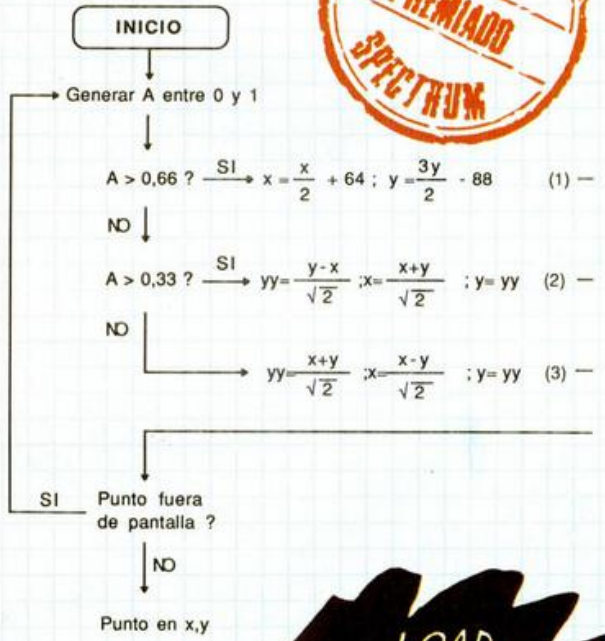 INICIO
PREMIADO
SPECTRUM
Generar A entre 0 y 1
A > 0,66 ? SI x = x/2 + 64 ; y = 3y/2 - 88 (1)
NO
A > 0,33 ? SI yy= y-x/√2 ;x= x+y/√2 ; y= yy (2)
NO
yy= x+y/√2 ;x= x-y/√2 ; y= yy (3)
SI Punto fuera
de pantalla ?
NO
Punto en x,y
LOAD